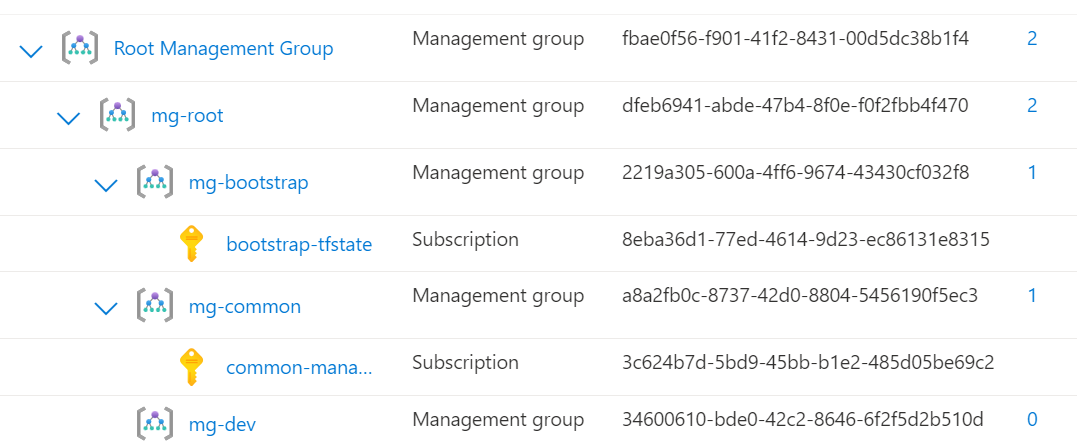 Root Management Group Management group fbae0f56-f901-41f2-8431-00d5dc38b1f4 2
mg-root Management group dfeb6941-abde-47b4-8f0e-f0f2fbb4f470 2
mg-bootstrap Management group 2219a305-600a-4ff6-9674-43430cf032f8 1
bootstrap-tfstate Subscription 8eba36d1-77ed-4614-9d23-ec86131e8315
mg-common Management group a8a2fb0c-8737-42d0-8804-5456190f5ec3 1
common-mana... Subscription 3c624b7d-5bd9-45bb-b1e2-485d05be69c2
mg-dev Management group 34600610-bde0-42c2-8646-6f2f5d2b510d 0